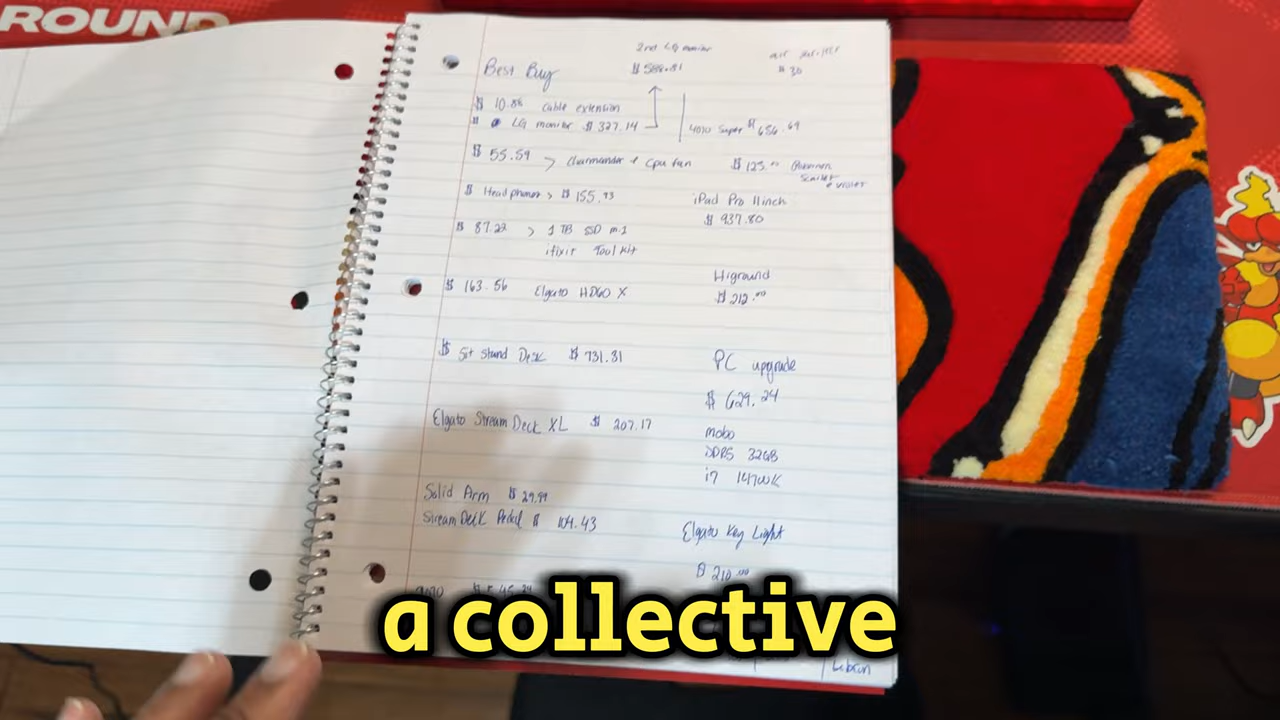 ROUND
2nd LG monitor
$588.81
$30
Best Buy
$ 10.88 cable extension
$ LG monitor $327.14
4070 Super $656.69
$ 55.59 > Charmander & Cpu fan
$125.00 Pokemon
Scarlet
& violet
$ Headphones > $155.93
iPad Pro 11inch
$ 937.80
$ 87.22 > 1 TB SSD m.2
ifixit Tool Kit
Higround
$212.00
$ 163.56 Elgato HD60 X
$ Sit Stand Desk $731.81
PC upgrade
$ 629.24
Elgato Stream Deck XL $ 207.17
mobo
DDR5 32GB
i7 14700K
Solid Arm $29.99
Stream Deck Pedal $ 104.43
Elgato Key Light
$ 210.00
a collective